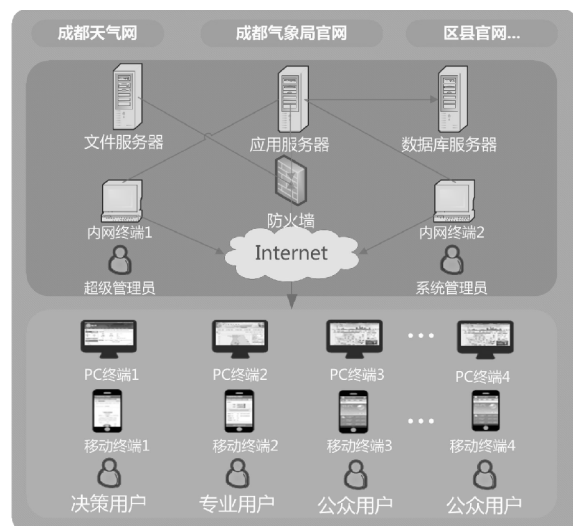 成都天气网 成都气象局官网 区县官网...
文件服务器 应用服务器 数据库服务器
防火墙
内网终端1 内网终端2
Internet
超级管理员 系统管理员
PC终端1 PC终端2 PC终端3 PC终端4
移动终端1 移动终端2 移动终端3 移动终端4
决策用户 专业用户 公众用户 公众用户